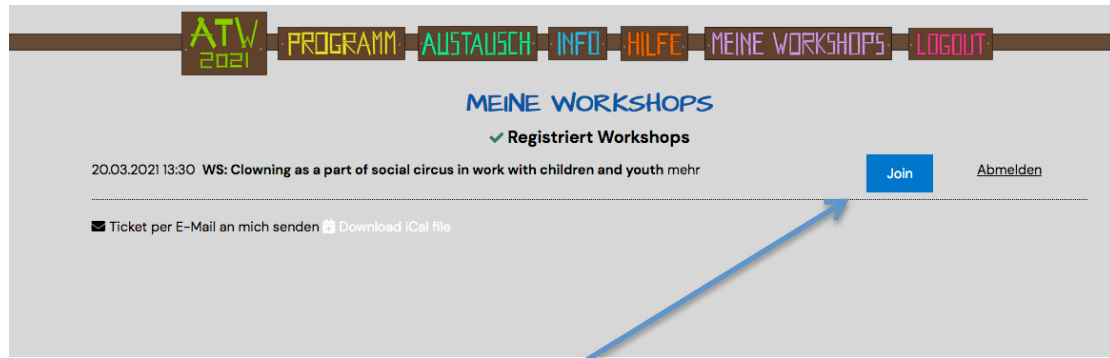 ATW 2021 PROGRAMM AUSTAUSCH INFO HILFE MEINE WORKSHOPS LOGOUT
MEINE WORKSHOPS
Registriert Workshops
20.03.2021 13:30 WS: Clowning as a part of social circus in work with children and youth mehr Join Abmelden
Ticket per E-Mail an mich senden Download iCal file